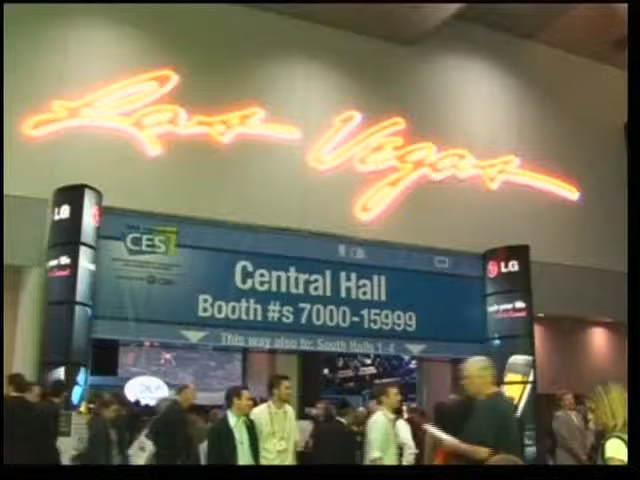 Las Vegas
LG
CES
Central Hall
Booth #s 7000-15999
This way also to: South Halls 1-4
LG